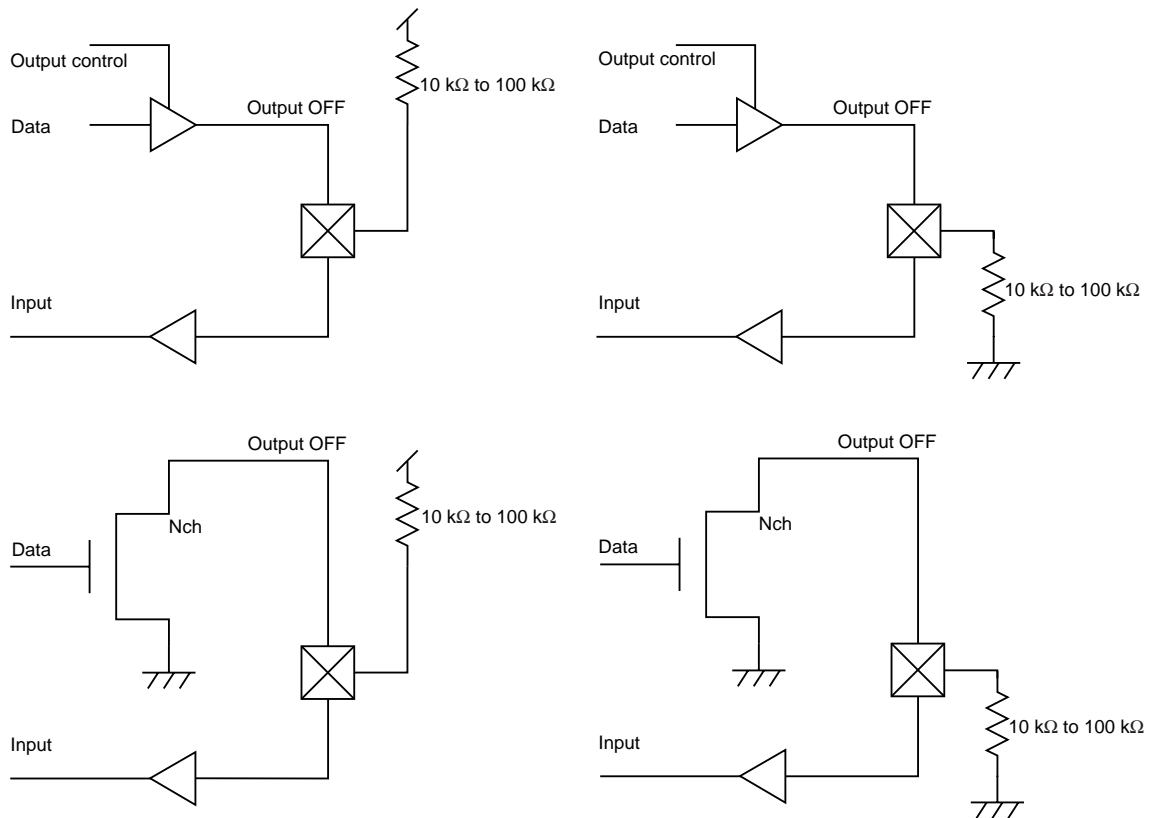 Output control
10 kΩ to 100 kΩ
Output OFF
Data
Input
Output control
Output OFF
Data
10 kΩ to 100 kΩ
Input
Output OFF
10 kΩ to 100 kΩ
Nch
Data
Input
Output OFF
Nch
Data
10 kΩ to 100 kΩ
Input